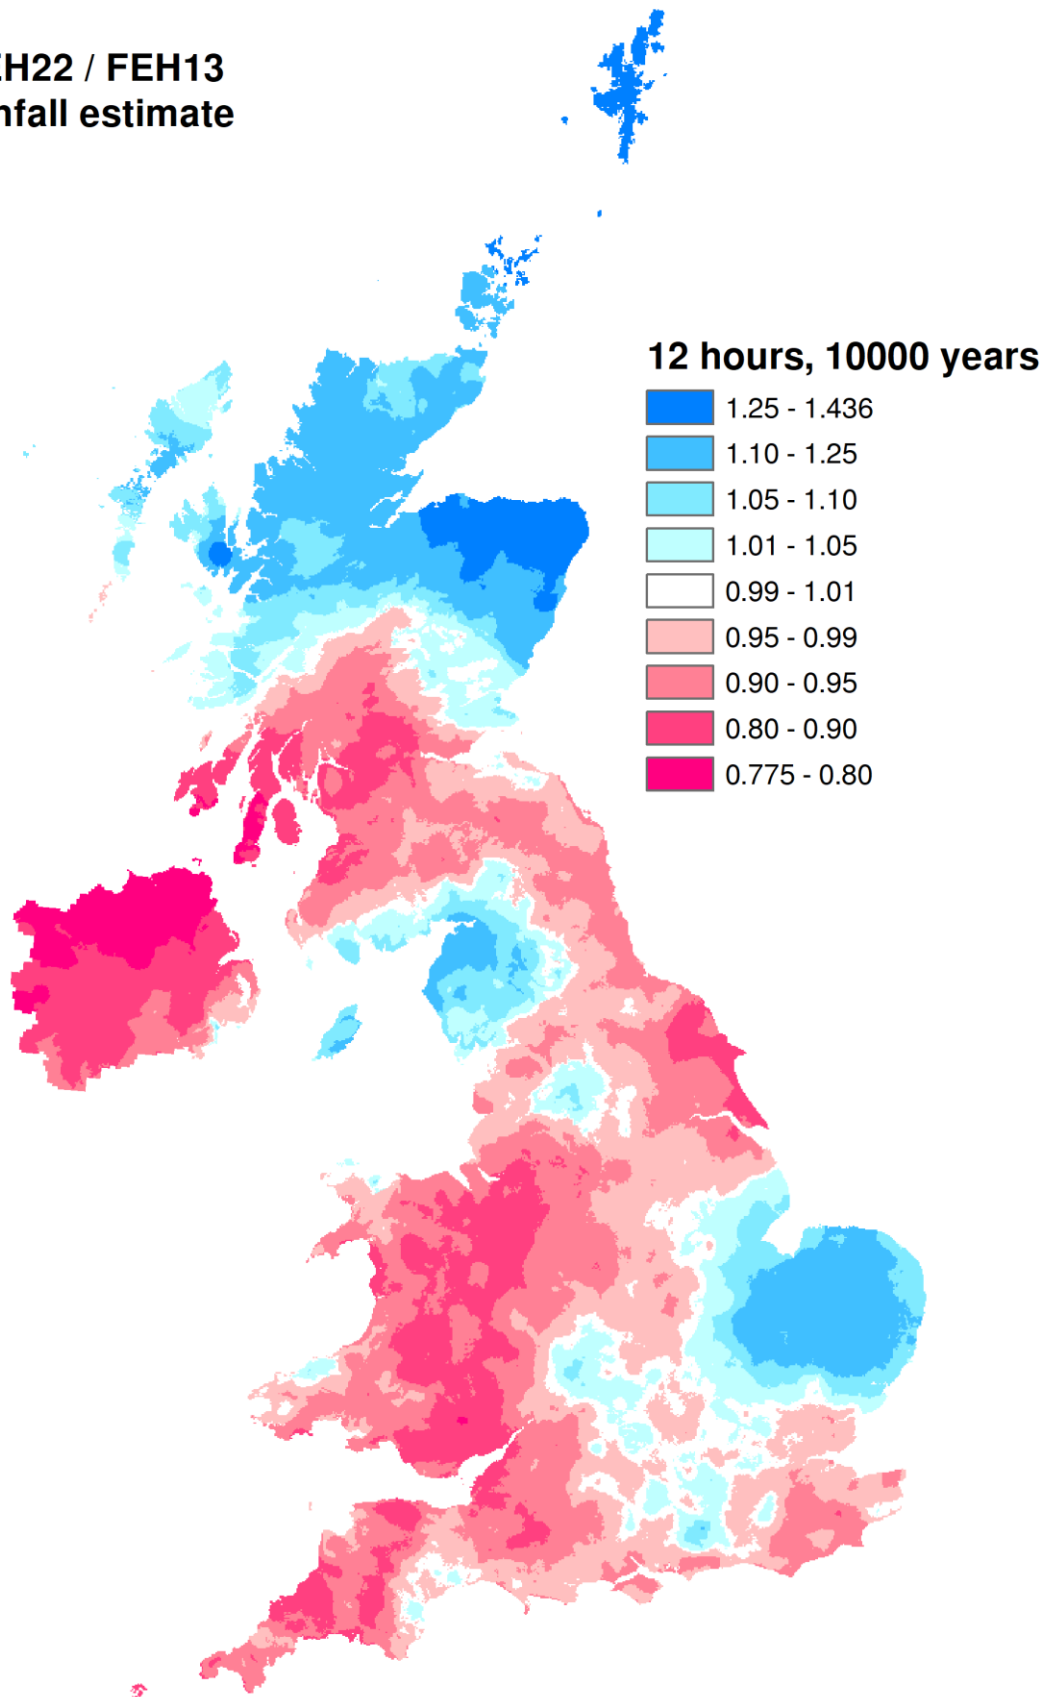 EH22 / FEH13
nfall estimate
12 hours, 10000 years
1.25 - 1.436
1.10 - 1.25
1.05 - 1.10
1.01 - 1.05
0.99 - 1.01
0.95 - 0.99
0.90 - 0.95
0.80 - 0.90
0.775 - 0.80